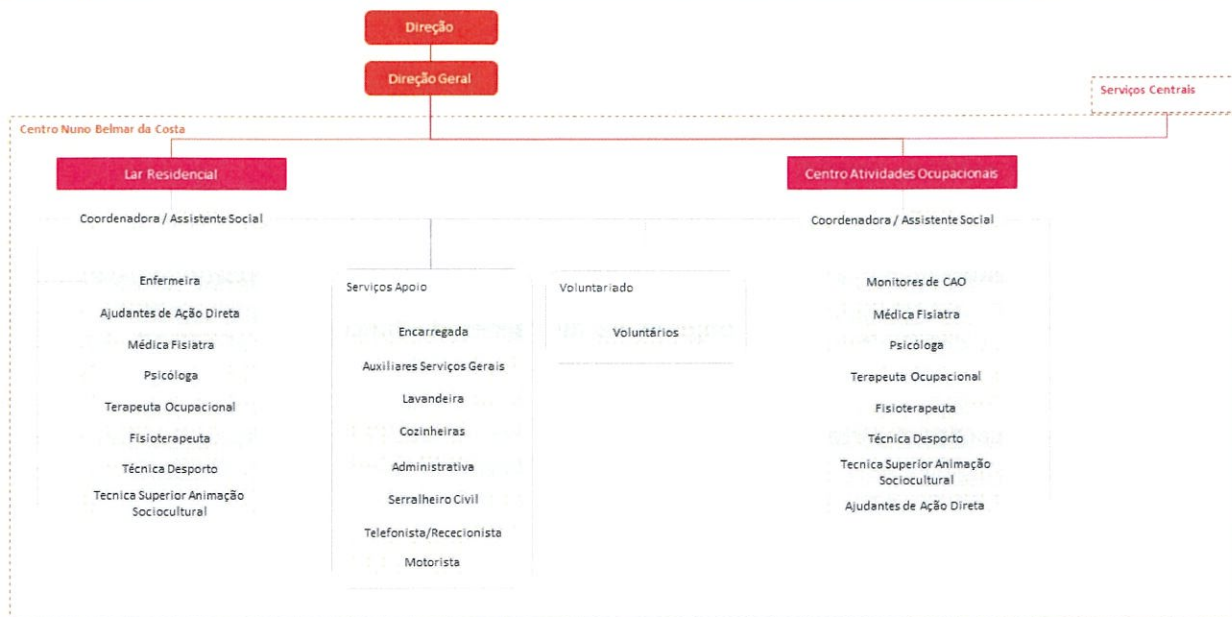 Direção
Direção Geral
Serviços Centrais
Centro Nuno Belmar da Costa
Lar Residencial
Centro Atividades Ocupacionais
Coordenadora / Assistente Social
Coordenadora / Assistente Social
Enfermeira
Ajudantes de Ação Direta
Médica Fisiatra
Psicóloga
Terapeuta Ocupacional
Fisioterapeuta
Técnica Desporto
Tecnica Superior Animação
Sociocultural
Serviços Apoio
Encarregada
Auxiliares Serviços Gerais
Lavandeira
Cozinheiras
Administrativa
Serralheiro Civil
Telefonista/Rececionista
Motorista
Voluntariado
Voluntários
Monitores de CAO
Médica Fisiatra
Psicóloga
Terapeuta Ocupacional
Fisioterapeuta
Técnica Desporto
Tecnica Superior Animação
Sociocultural
Ajudantes de Ação Direta